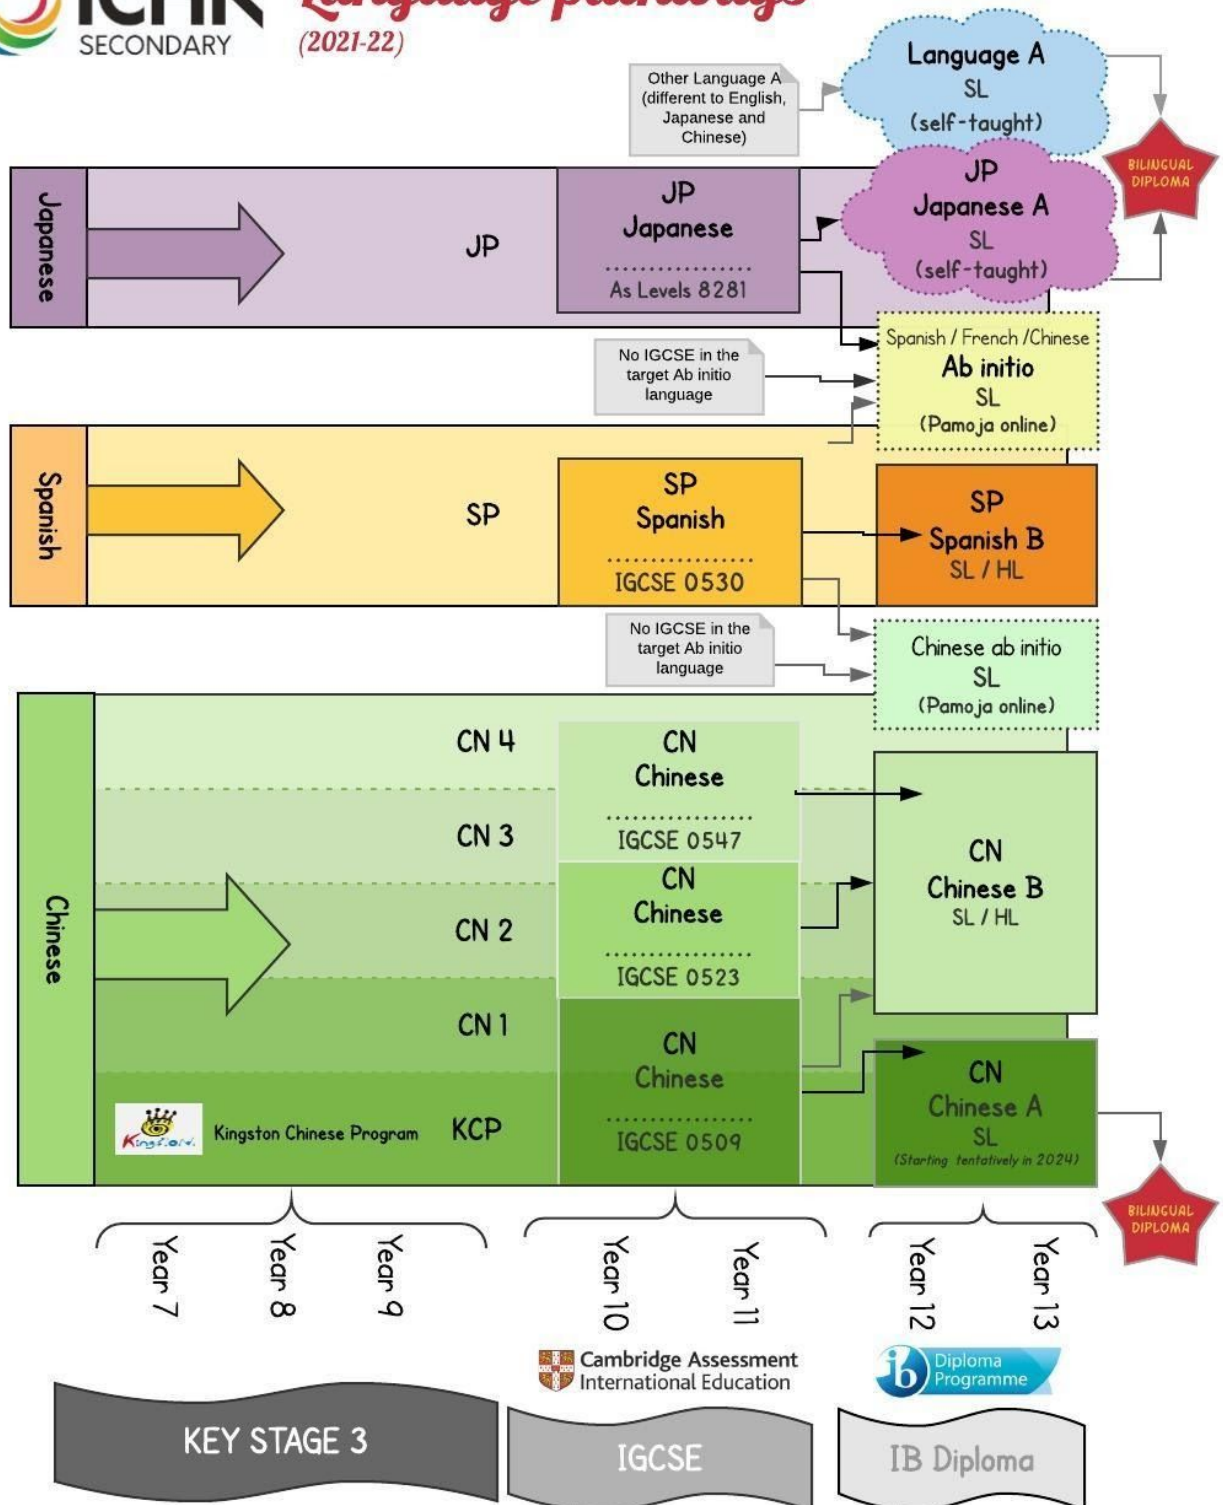 ICHK
SECONDARY
Language pathways
(2021-22)
Other Language A
(different to English,
Japanese and
Chinese)
Language A
SL
(self-taught)
BILINGUAL
DIPLOMA
Japanese
JP
JP
Japanese
As Levels 8281
JP
Japanese A
SL
(self-taught)
No IGCSE in the
target Ab initio
language
Spanish / French /Chinese
Ab initio
SL
(Pamoja online)
Spanish
SP
SP
Spanish
IGCSE 0530
SP
Spanish B
SL / HL
No IGCSE in the
target Ab initio
language
Chinese ab initio
SL
(Pamoja online)
Chinese
CN 4
CN 3
CN 2
CN 1
Kingston Chinese Program
KCP
CN
Chinese
IGCSE 0547
CN
Chinese
IGCSE 0523
CN
Chinese
IGCSE 0509
CN
Chinese B
SL / HL
CN
Chinese A
SL
(Starting tentatively in 2024)
BILINGUAL
DIPLOMA
Year 7
Year 8
Year 9
Year 10
Year 11
Year 12
Year 13
Cambridge Assessment
International Education
ib
Diploma
Programme
KEY STAGE 3
IGCSE
IB Diploma